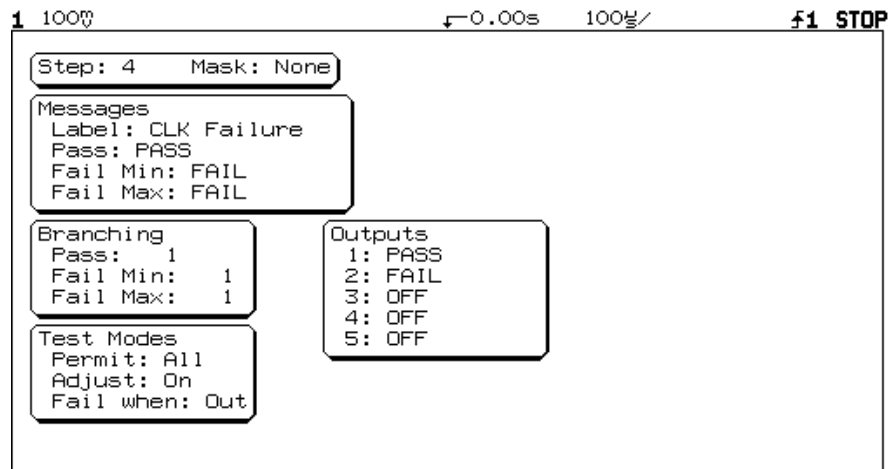 1 100mV 0.00s 100µs/ 1 STOP
Step: 4 Mask: None
Messages
Label: CLK Failure
Pass: PASS
Fail Min: FAIL
Fail Max: FAIL
Branching
Pass: 1
Fail Min: 1
Fail Max: 1
Outputs
1: PASS
2: FAIL
3: OFF
4: OFF
5: OFF
Test Modes
Permit: All
Adjust: On
Fail when: Out